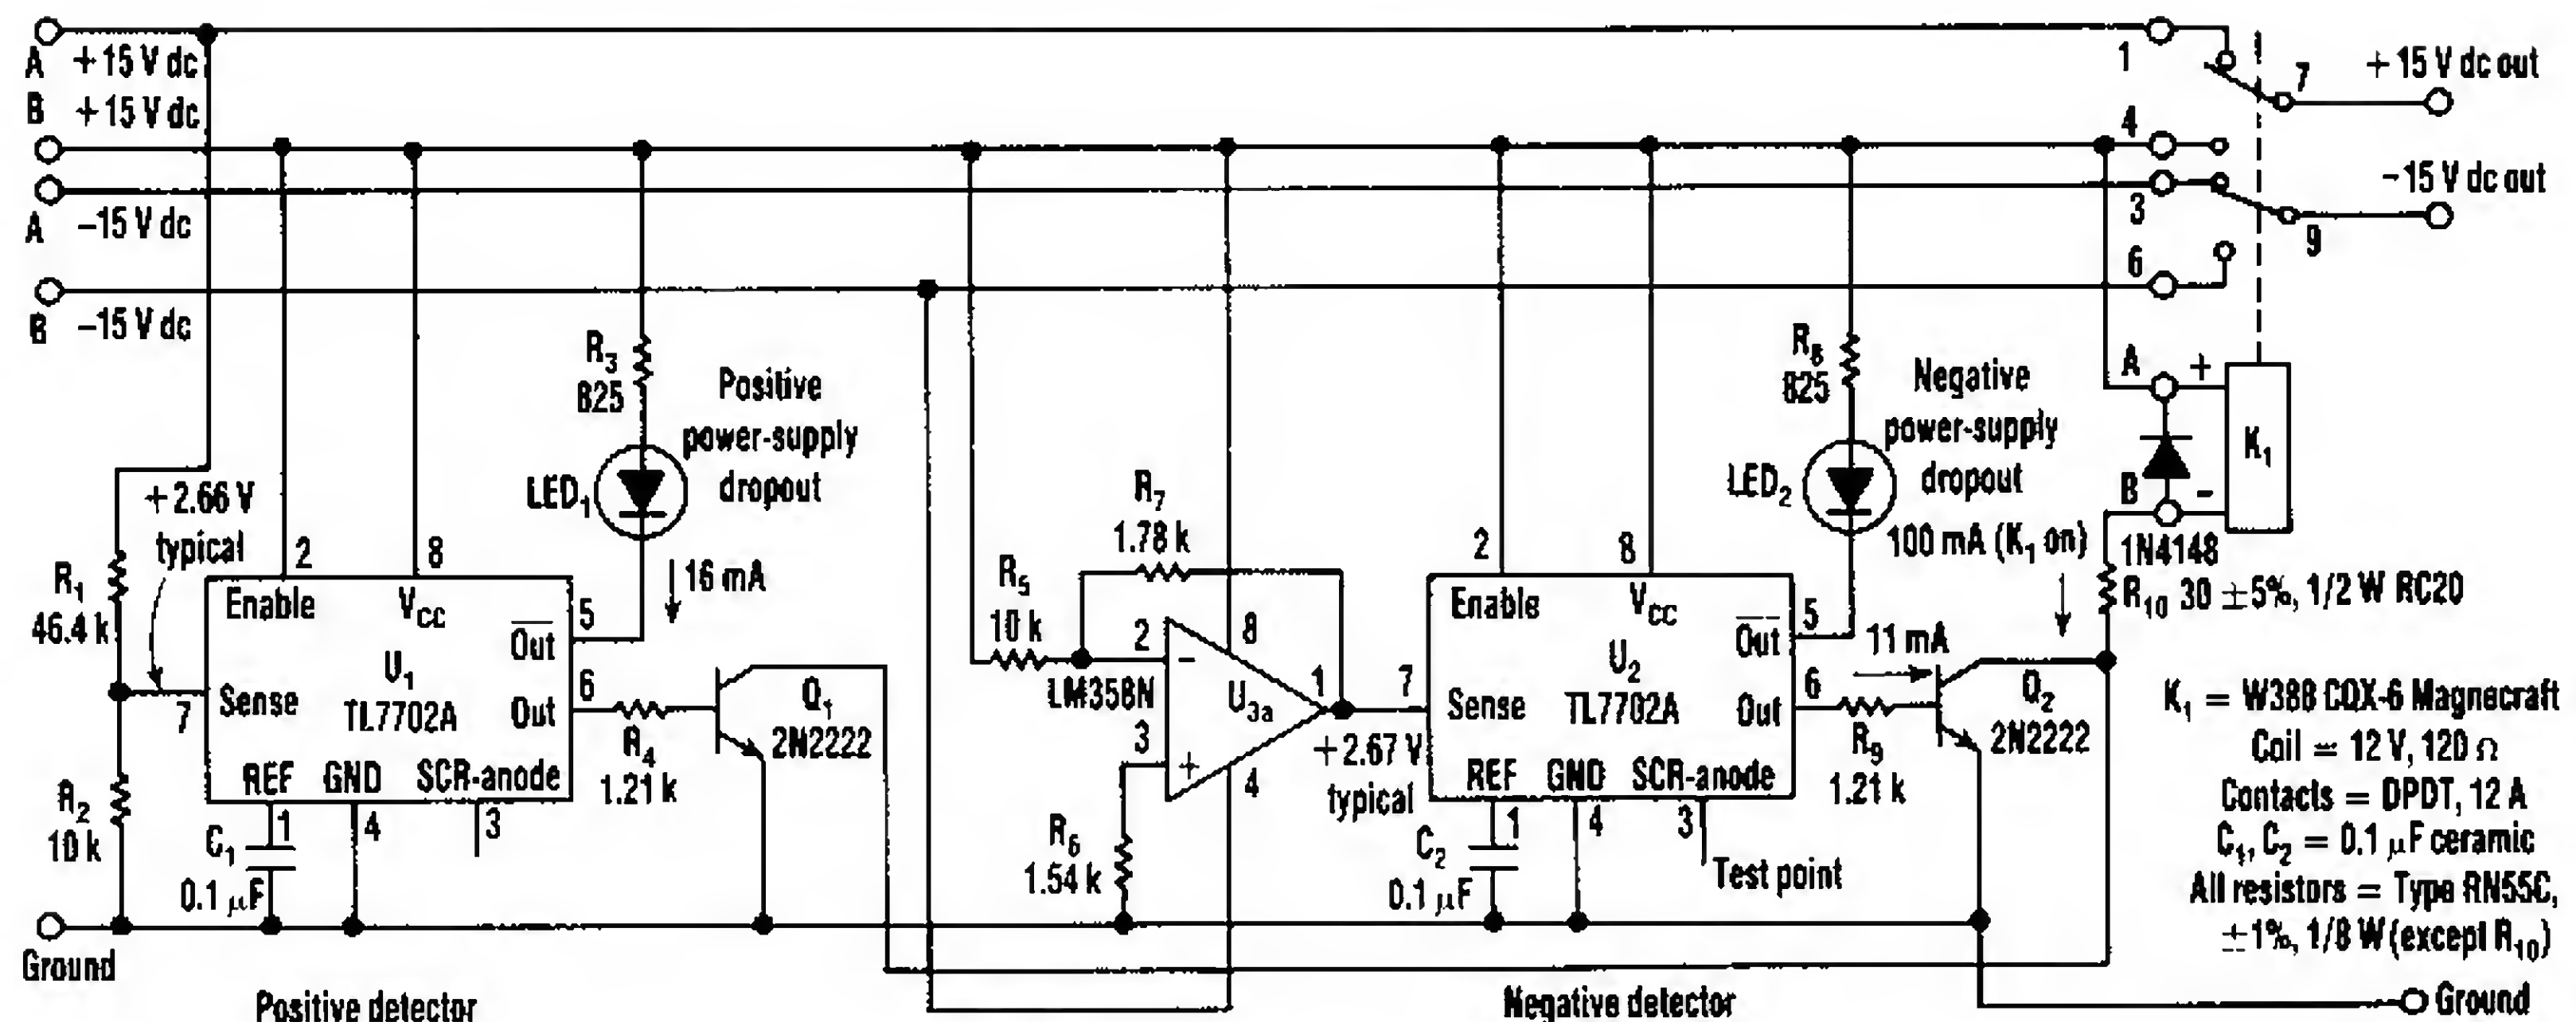 A +15 V dc
B +15 V dc
A −15 V dc
B −15 V dc
1
7
+15 V dc out
4
3
−15 V dc out
9
6
R3
825
Positive
power-supply
dropout
LED1
16 mA
+2.66 V
typical
R1
46.4 k
R2
10 k
2
8
Enable
VCC
Out
5
U1
TL7702A
Sense
7
Out
6
REF
GND
SCR-anode
1
4
3
C1
0.1 μF
R4
1.21 k
Q1
2N2222
R5
10 k
R7
1.78 k
2
−
8
LM358N
U3a
1
3
+
4
R6
1.54 k
+2.67 V
typical
R8
825
Negative
power-supply
dropout
LED2
100 mA (K1 on)
2
8
Enable
VCC
Out
5
U2
TL7702A
7
Sense
Out
6
REF
GND
SCR-anode
1
4
3
Test point
C2
0.1 μF
11 mA
R9
1.21 k
Q2
2N2222
A +
B −
K1
1N4148
R10 30 ±5%, 1/2 W RC20
K1 = W388 CQX-6 Magnecraft
Coil = 12 V, 120 Ω
Contacts = DPDT, 12 A
C1, C2 = 0.1 μF ceramic
All resistors = Type RN55C,
±1%, 1/8 W (except R10)
Ground
Ground
Positive detector
Negative detector